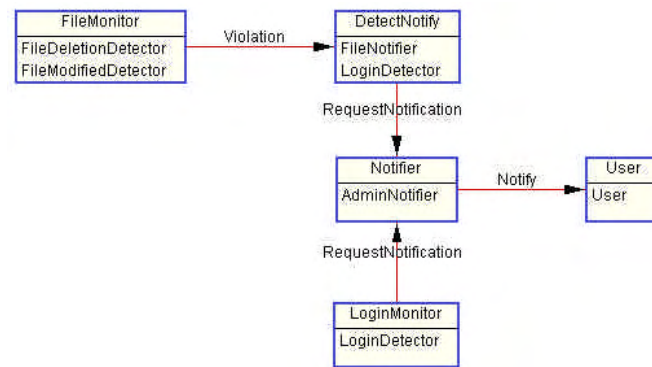 FileMonitor
FileDeletionDetector
FileModifiedDetector
Violation
DetectNotify
FileNotifier
LoginDetector
RequestNotification
Notifier
AdminNotifier
Notify
User
User
RequestNotification
LoginMonitor
LoginDetector